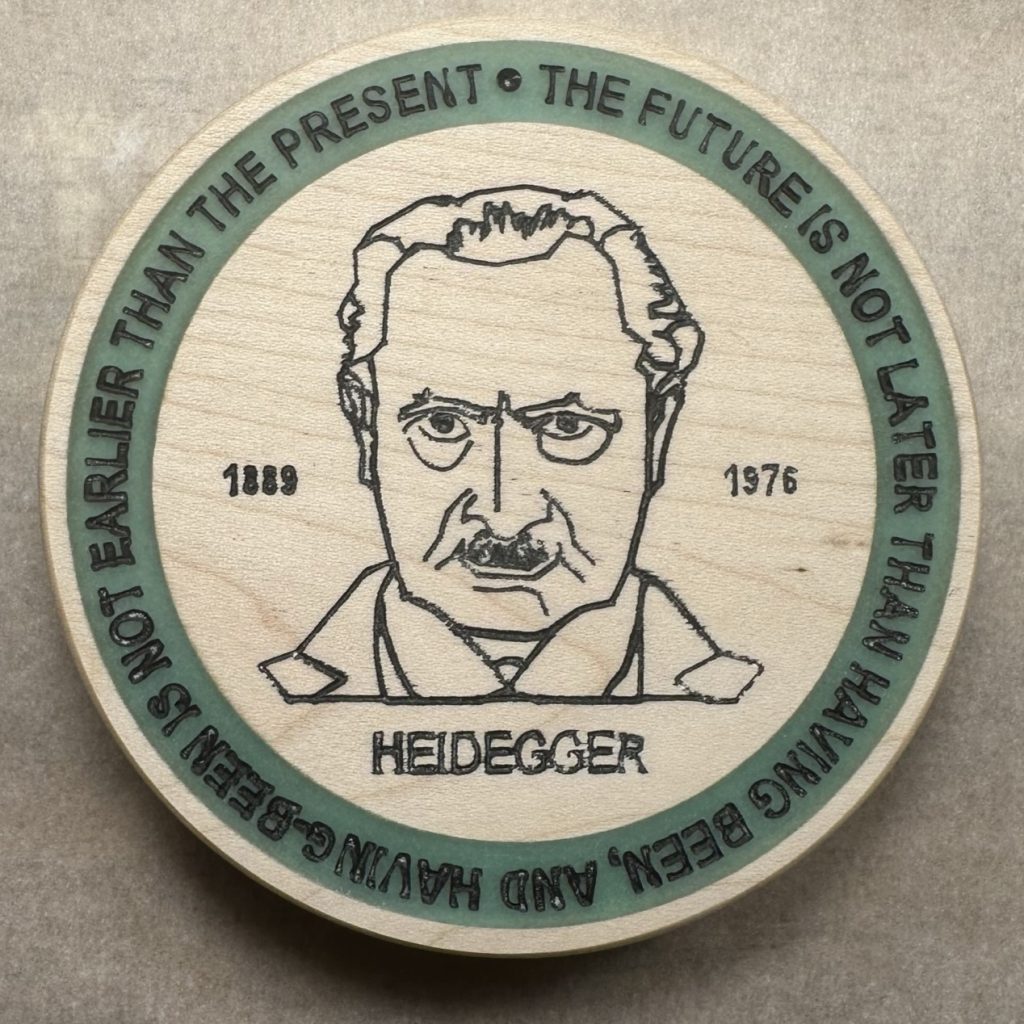 THE FUTURE IS NOT LATER THAN HAVING BEEN, AND HAVING-BEEN IS NOT EARLIER THAN THE PRESENT •
1889
1976
HEIDEGGER